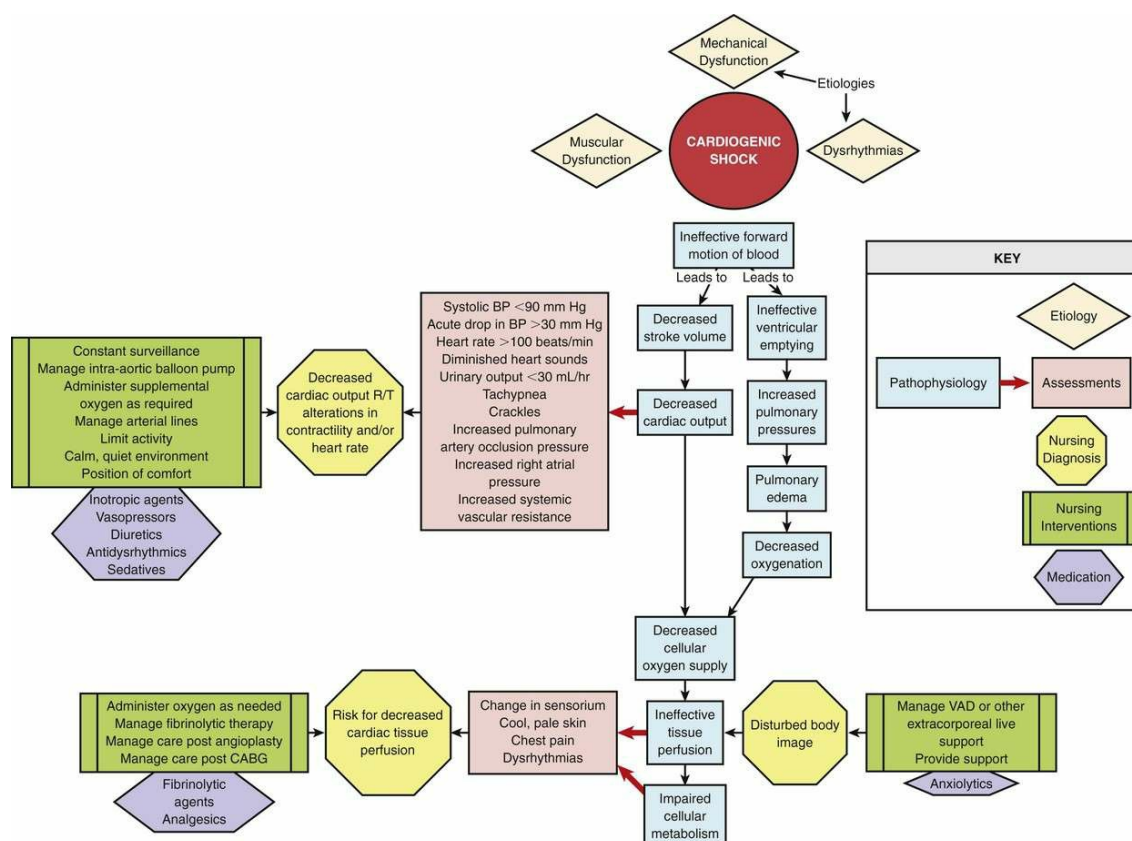 Mechanical
Dysfunction
Etiologies
Muscular
Dysfunction
CARDIOGENIC
SHOCK
Dysrhythmias
Ineffective forward
motion of blood
Leads to
Leads to
KEY
Etiology
Pathophysiology
Assessments
Nursing
Diagnosis
Nursing
Interventions
Medication
Systolic BP <90 mm Hg
Acute drop in BP >30 mm Hg
Heart rate >100 beats/min
Diminished heart sounds
Urinary output <30 mL/hr
Tachypnea
Crackles
Increased pulmonary
artery occlusion pressure
Increased right atrial
pressure
Increased systemic
vascular resistance
Decreased
stroke volume
Ineffective
ventricular
emptying
Constant surveillance
Manage intra-aortic balloon pump
Administer supplemental
oxygen as required
Manage arterial lines
Limit activity
Calm, quiet environment
Position of comfort
Decreased
cardiac output R/T
alterations in
contractility and/or
heart rate
Decreased
cardiac output
Increased
pulmonary
pressures
Pulmonary
edema
Inotropic agents
Vasopressors
Diuretics
Antidysrhythmics
Sedatives
Decreased
oxygenation
Decreased
cellular
oxygen supply
Administer oxygen as needed
Manage fibrinolytic therapy
Manage care post angioplasty
Manage care post CABG
Risk for decreased
cardiac tissue
perfusion
Change in sensorium
Cool, pale skin
Chest pain
Dysrhythmias
Ineffective
tissue
perfusion
Disturbed body
image
Manage VAD or other
extracorporeal live
support
Provide support
Fibrinolytic
agents
Analgesics
Impaired
cellular
metabolism
Anxiolytics